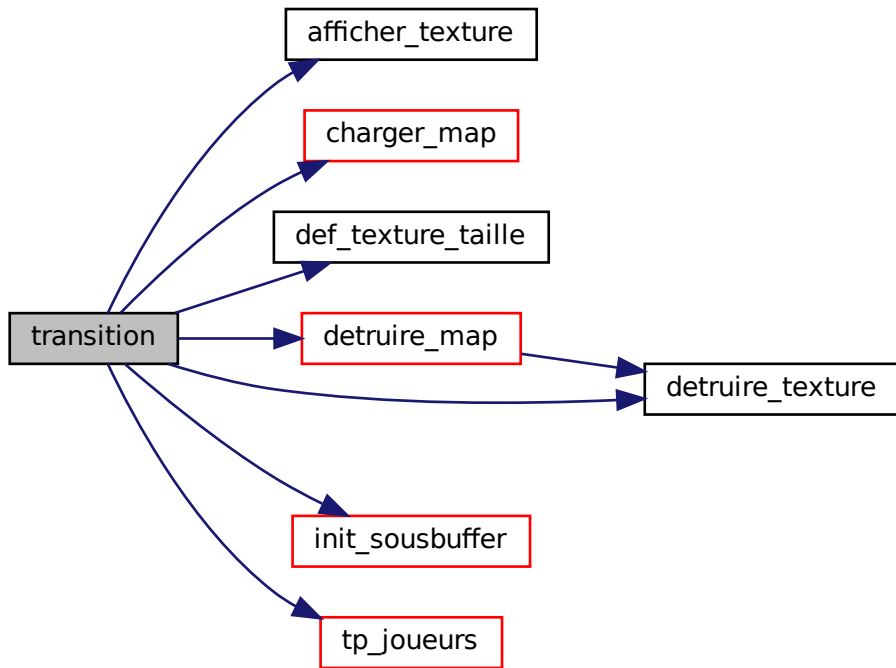 afficher_texture
charger_map
def_texture_taille
transition
detruire_map
detruire_texture
init_sousbuffer
tp_joueurs